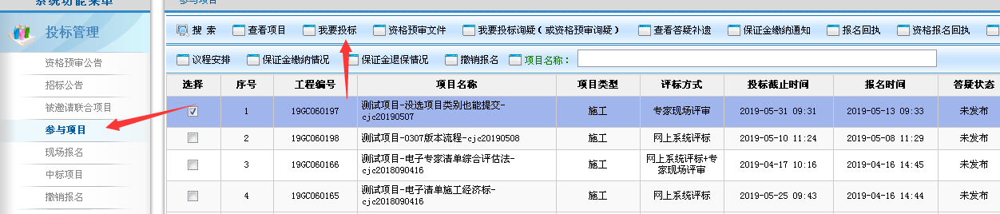 系统功能菜单
参与项目
投标管理
资格预审公告
招标公告
被邀请联合项目
参与项目
现场报名
中标项目
撤销报名
搜 索 查看项目 我要投标 资格预审文件 我要投标询疑（或资格预审询疑） 查看答疑补遗 保证金缴纳通知 报名回执 资格报名回执
议程安排 保证金缴纳情况 保证金退保情况 撤销报名 项目名称：
选择 序号 工程编号 项目名称 项目类型 评标方式 投标截止时间 报名时间 答疑状态
1 19GC060197 测试项目-没选项目类别也能提交-cjc20190507 施工 专家现场评审 2019-05-31 09:31 2019-05-13 09:33 未发布
2 19GC060198 测试项目-0307版本流程-cjc20190508 施工 网上系统评标 2019-05-10 11:24 2019-05-08 11:29 未发布
3 19GC060166 测试项目-电子专家清单综合评估法-cjc2018090416 施工 网上系统评标+专家现场评审 2019-04-17 10:16 2019-04-16 14:45 未发布
4 19GC060165 测试项目-电子清单施工经济标-cjc2018090416 施工 网上系统评标 2019-05-25 09:43 2019-04-16 14:44 未发布